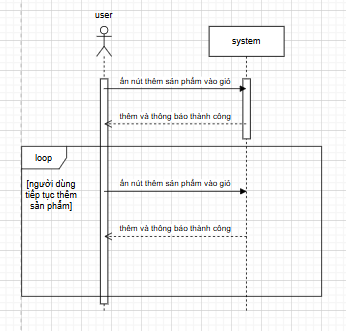 user
system
ấn nút thêm sản phẩm vào giỏ
thêm và thông báo thành công
loop
[người dùng
tiếp tục thêm
sản phẩm]
ấn nút thêm sản phẩm vào giỏ
thêm và thông báo thành công